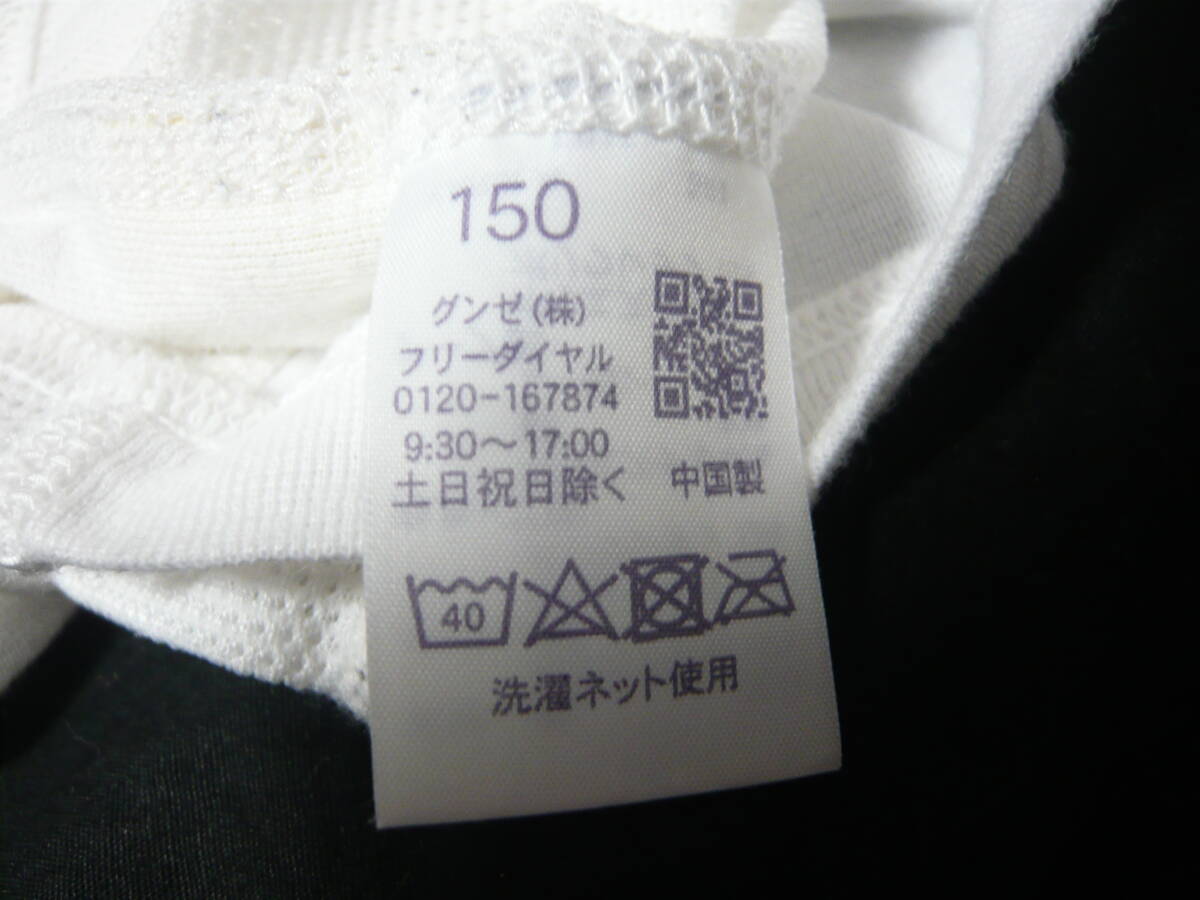 150
グンゼ(株)
フリーダイヤル
0120-167874
9:30～17:00
土日祝日除く
中国製
40
洗濯ネット使用